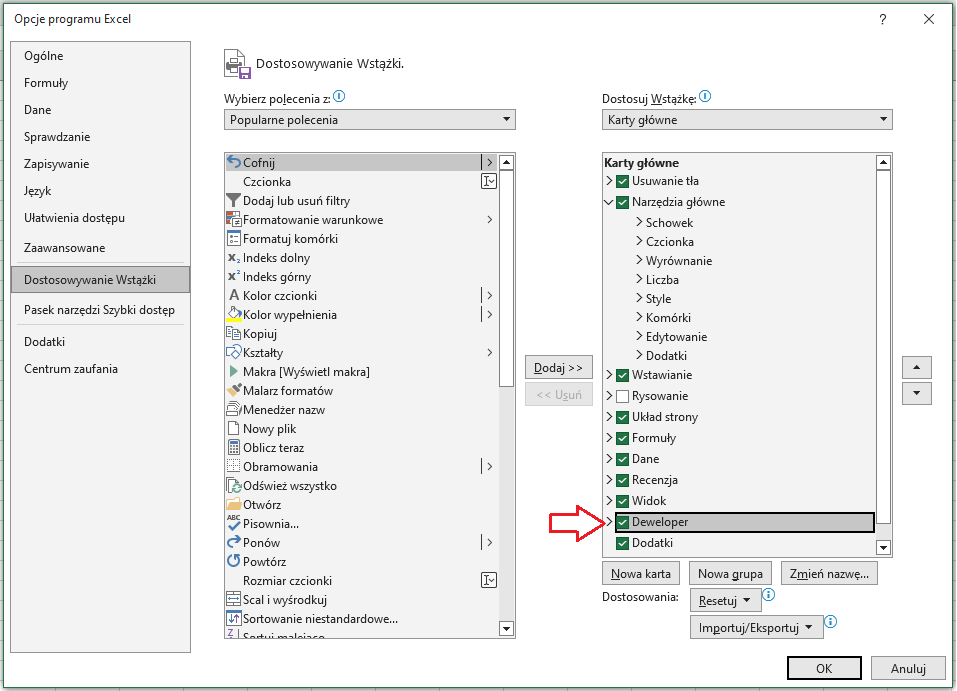 Opcje programu Excel
?
Ogólne
Formuły
Dane
Sprawdzanie
Zapisywanie
Język
Ułatwienia dostępu
Zaawansowane
Dostosowywanie Wstążki
Pasek narzędzi Szybki dostęp
Dodatki
Centrum zaufania
Dostosowywanie Wstążki.
Wybierz polecenia z:
Popularne polecenia
Cofnij
Czcionka
Dodaj lub usuń filtry
Formatowanie warunkowe
Formatuj komórki
Indeks dolny
Indeks górny
Kolor czcionki
Kolor wypełnienia
Kopiuj
Kształty
Makra [Wyświetl makra]
Malarz formatów
Menedżer nazw
Nowy plik
Oblicz teraz
Obramowania
Odśwież wszystko
Otwórz
Pisownia...
Ponów
Powtórz
Rozmiar czcionki
Scal i wyśrodkuj
Sortowanie niestandardowe...
Sortuj malejąco
Dodaj >>
<< Usuń
Dostosuj Wstążkę:
Karty główne
Karty główne
Usuwanie tła
Narzędzia główne
Schowek
Czcionka
Wyrównanie
Liczba
Style
Komórki
Edytowanie
Dodatki
Wstawianie
Rysowanie
Układ strony
Formuły
Dane
Recenzja
Widok
Deweloper
Dodatki
Nowa karta
Nowa grupa
Zmień nazwę...
Dostosowania:
Resetuj
Importuj/Eksportuj
OK
Anuluj